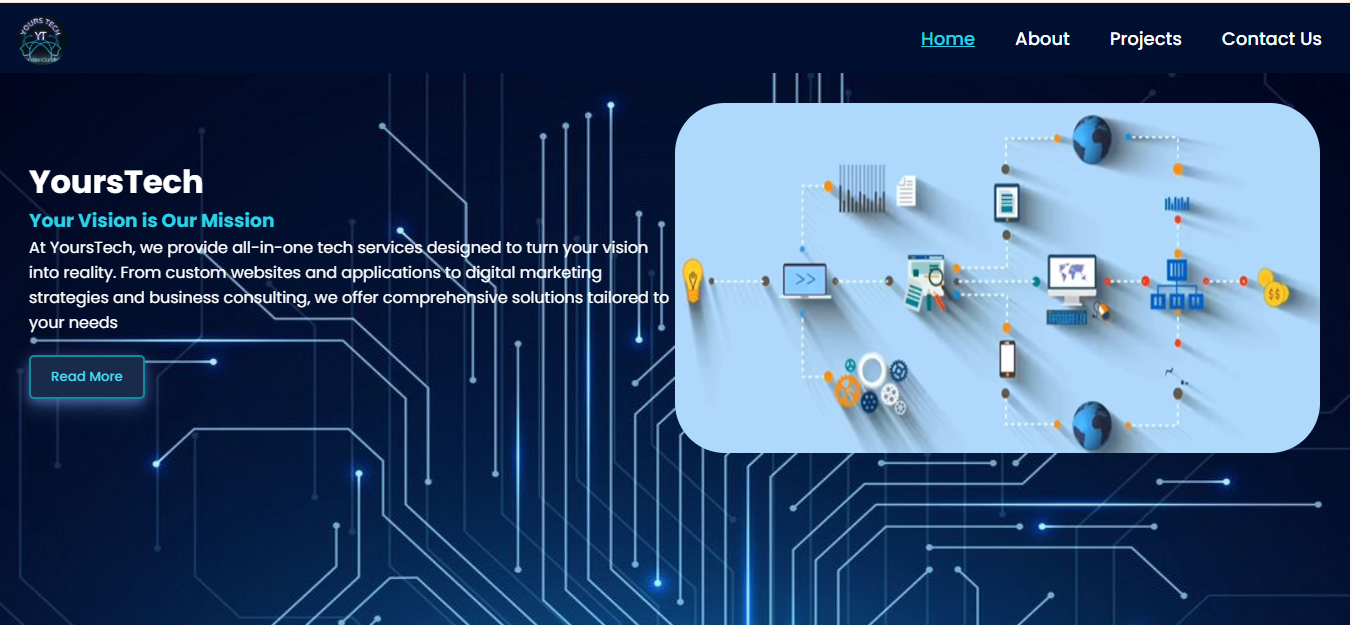 YOURS TECH
YT
Home About Projects Contact Us
YoursTech
Your Vision is Our Mission
At YoursTech, we provide all-in-one tech services designed to turn your vision
into reality. From custom websites and applications to digital marketing
strategies and business consulting, we offer comprehensive solutions tailored to
your needs
Read More
>>
$$